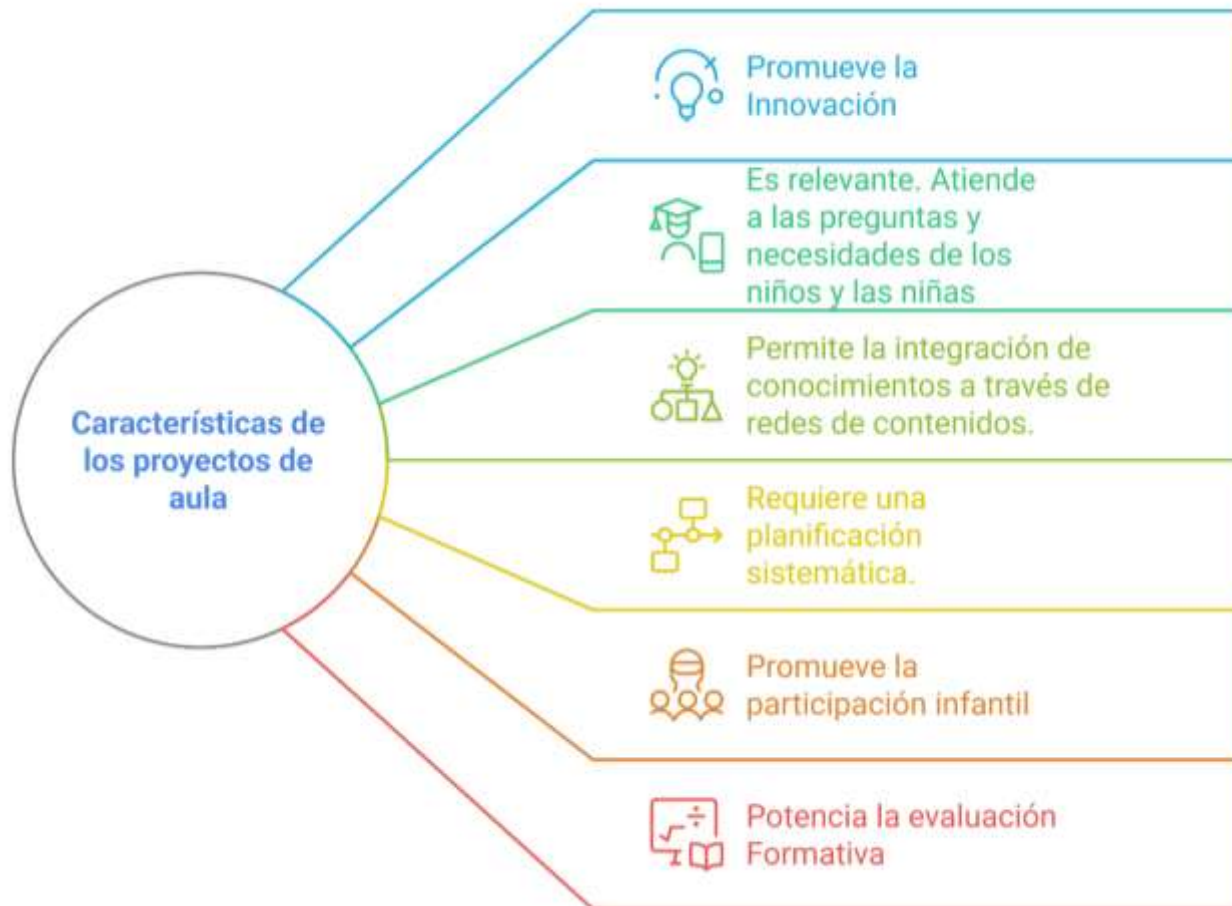 Promueve la
Innovación
Es relevante. Atiende
a las preguntas y
necesidades de los
niños y las niñas
Permite la integración de
conocimientos a través de
redes de contenidos.
Características de
los proyectos de
aula
Requiere una
planificación
sistemática.
Promueve la
participación infantil
Potencia la evaluación
Formativa